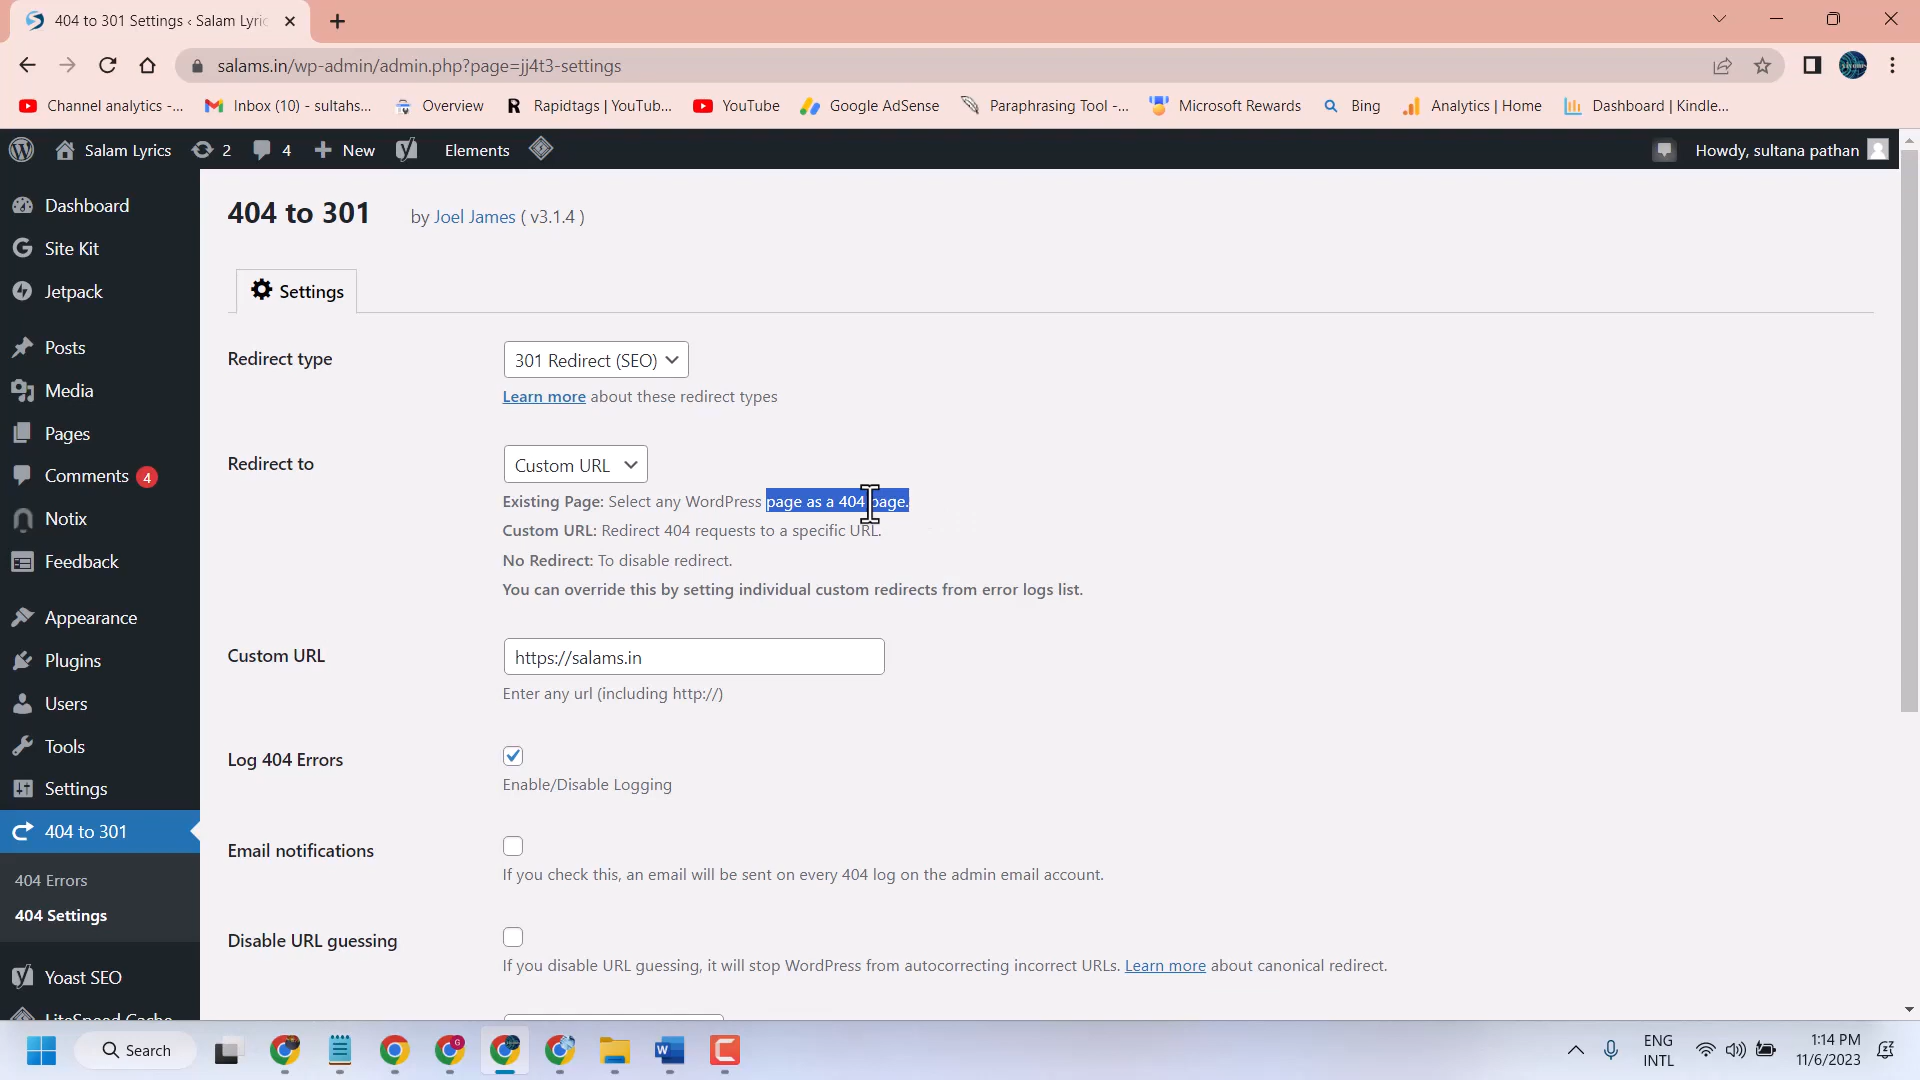 404 to 301 Settings ‹ Salam Lyric
salams.in/wp-admin/admin.php?page=jj4t3-settings
Channel analytics -...
Inbox (10) - sultahs...
Overview
Rapidtags | YouTub...
YouTube
Google AdSense
Paraphrasing Tool -...
Microsoft Rewards
Bing
Analytics | Home
Dashboard | Kindle...
Salam Lyrics
2
4
New
Elements
Howdy, sultana pathan
Dashboard
Site Kit
Jetpack
Posts
Media
Pages
Comments 4
Notix
Feedback
Appearance
Plugins
Users
Tools
Settings
404 to 301
404 Errors
404 Settings
Yoast SEO
LiteSpeed Cache
404 to 301 by Joel James ( v3.1.4 )
Settings
Redirect type
301 Redirect (SEO)
Learn more about these redirect types
Redirect to
Custom URL
Existing Page: Select any WordPress page as a 404 page.
Custom URL: Redirect 404 requests to a specific URL.
No Redirect: To disable redirect.
You can override this by setting individual custom redirects from error logs list.
Custom URL
https://salams.in
Enter any url (including http://)
Log 404 Errors
Enable/Disable Logging
Email notifications
If you check this, an email will be sent on every 404 log on the admin email account.
Disable URL guessing
If you disable URL guessing, it will stop WordPress from autocorrecting incorrect URLs. Learn more about canonical redirect.
Search
ENG
INTL
1:14 PM
11/6/2023